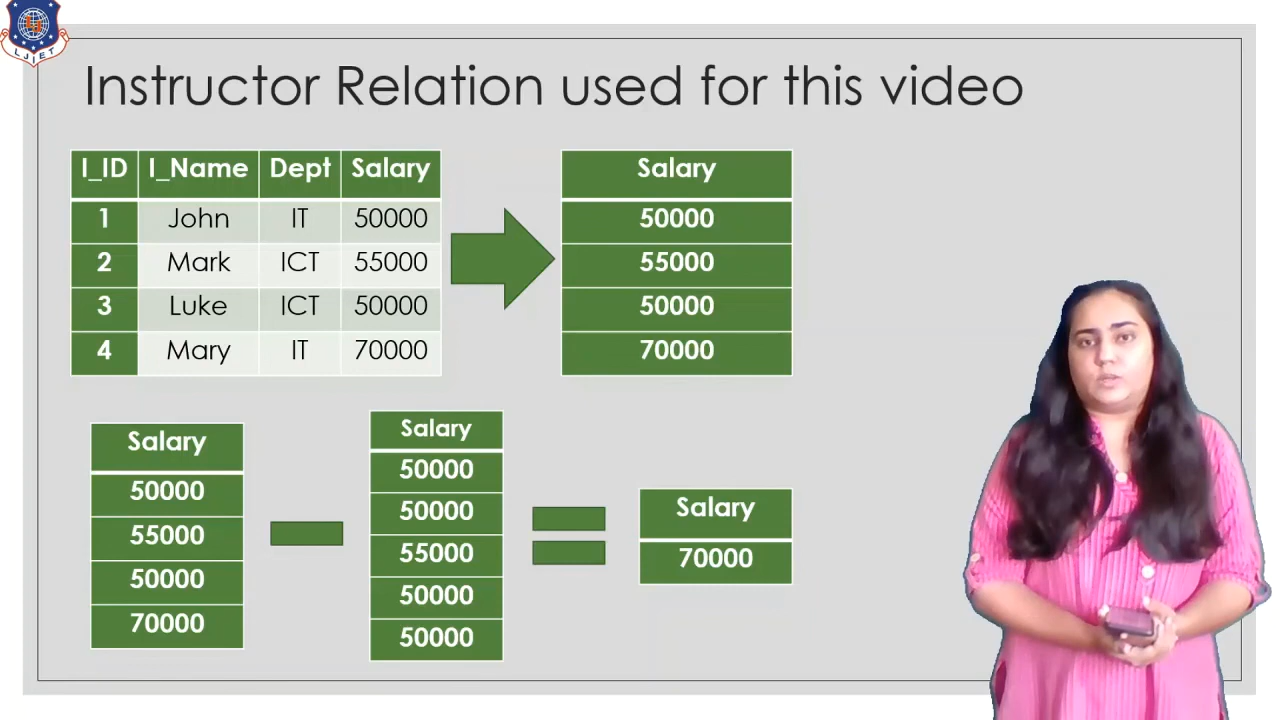 LJIET
Instructor Relation used for this video
I_ID I_Name Dept Salary
1 John IT 50000
2 Mark ICT 55000
3 Luke ICT 50000
4 Mary IT 70000
Salary
50000
55000
50000
70000
Salary
50000
55000
50000
70000
Salary
50000
50000
55000
50000
50000
Salary
70000